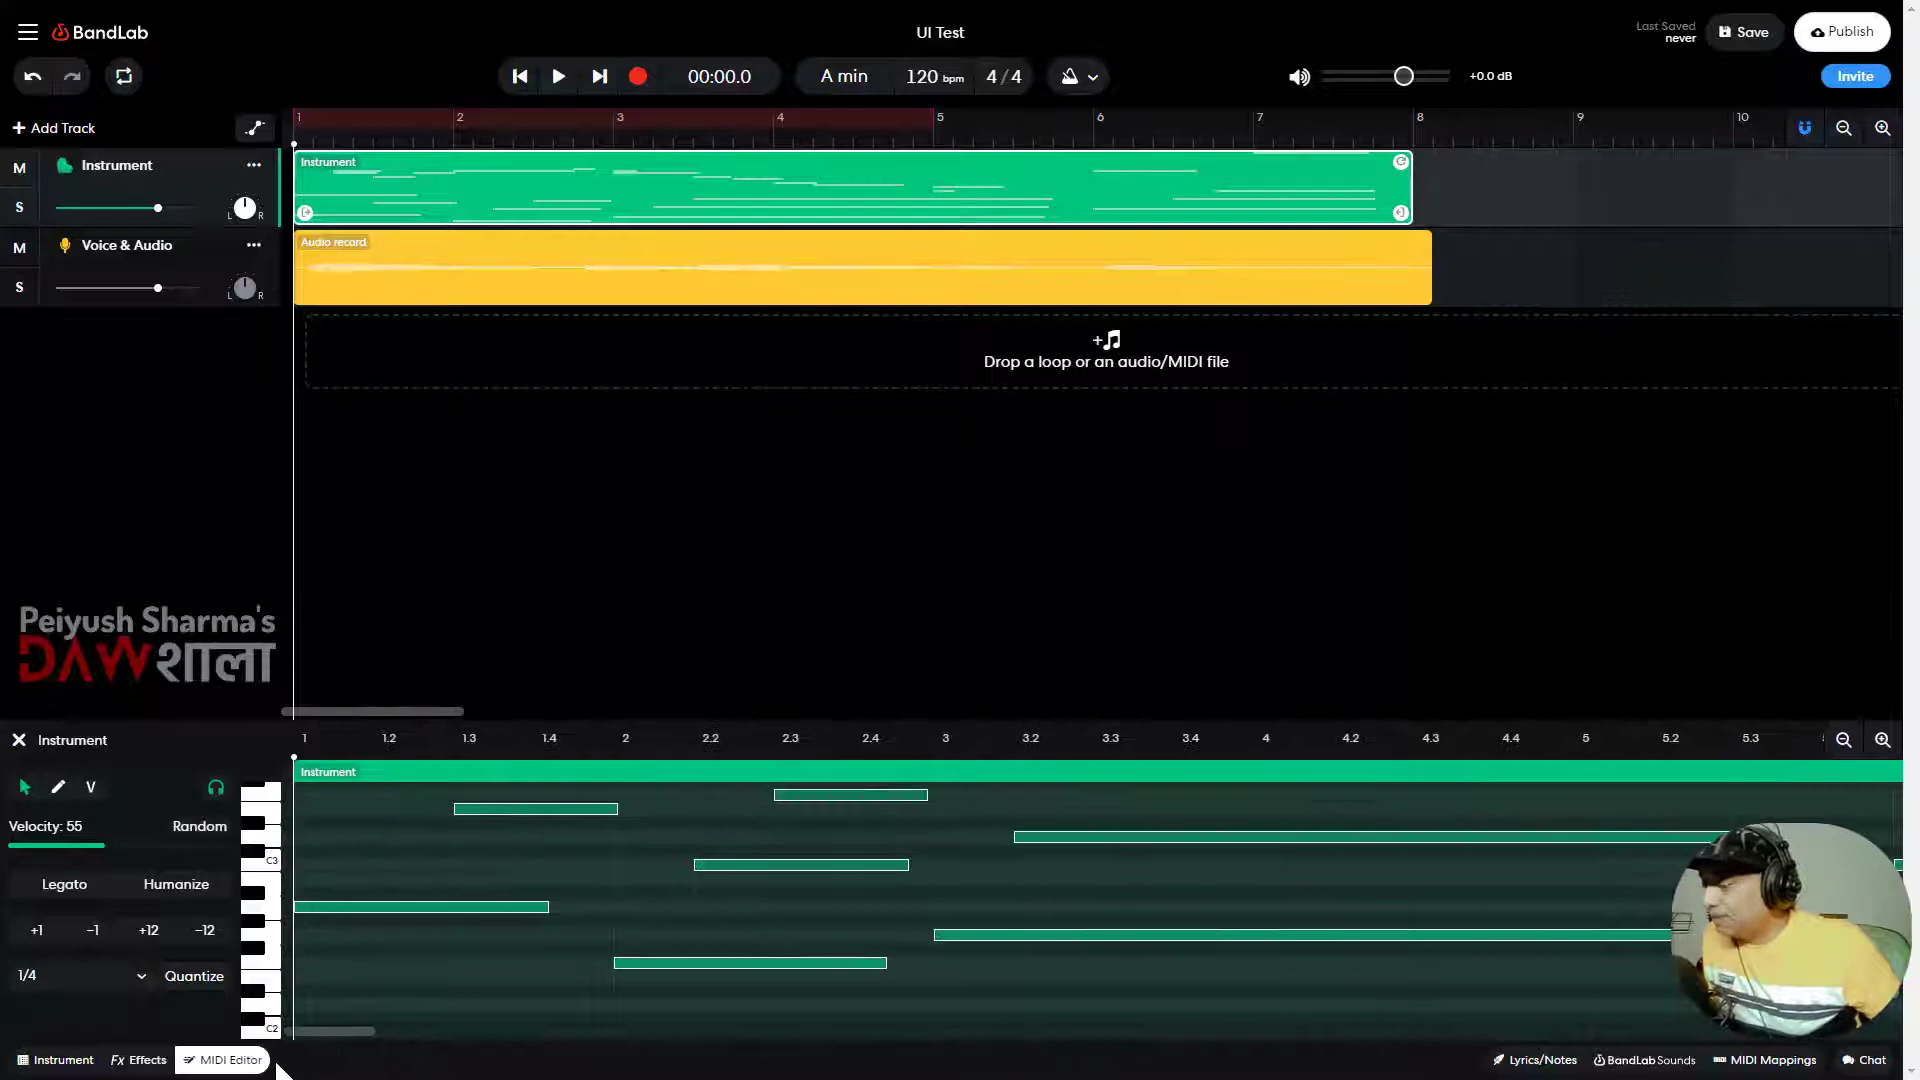 BandLab
UI Test
Last Saved
never
Save
Publish
00:00.0
A min
120 bpm
4/4
+0.0 dB
Invite
+ Add Track
1 2 3 4 5 6 7 8 9 10
M
Instrument
S
L R
Instrument
M
Voice & Audio
S
L R
Audio record
Drop a loop or an audio/MIDI file
Peiyush Sharma's
DAWशाला
Instrument
1 1.2 1.3 1.4 2 2.2 2.3 2.4 3 3.2 3.3 3.4 4 4.2 4.3 4.4 5 5.2 5.3
V
Instrument
Velocity: 55
Random
C3
Legato
Humanize
+1 -1 +12 -12
1/4
Quantize
C2
Instrument
Fx Effects
MIDI Editor
Lyrics/Notes
BandLab Sounds
MIDI Mappings
Chat